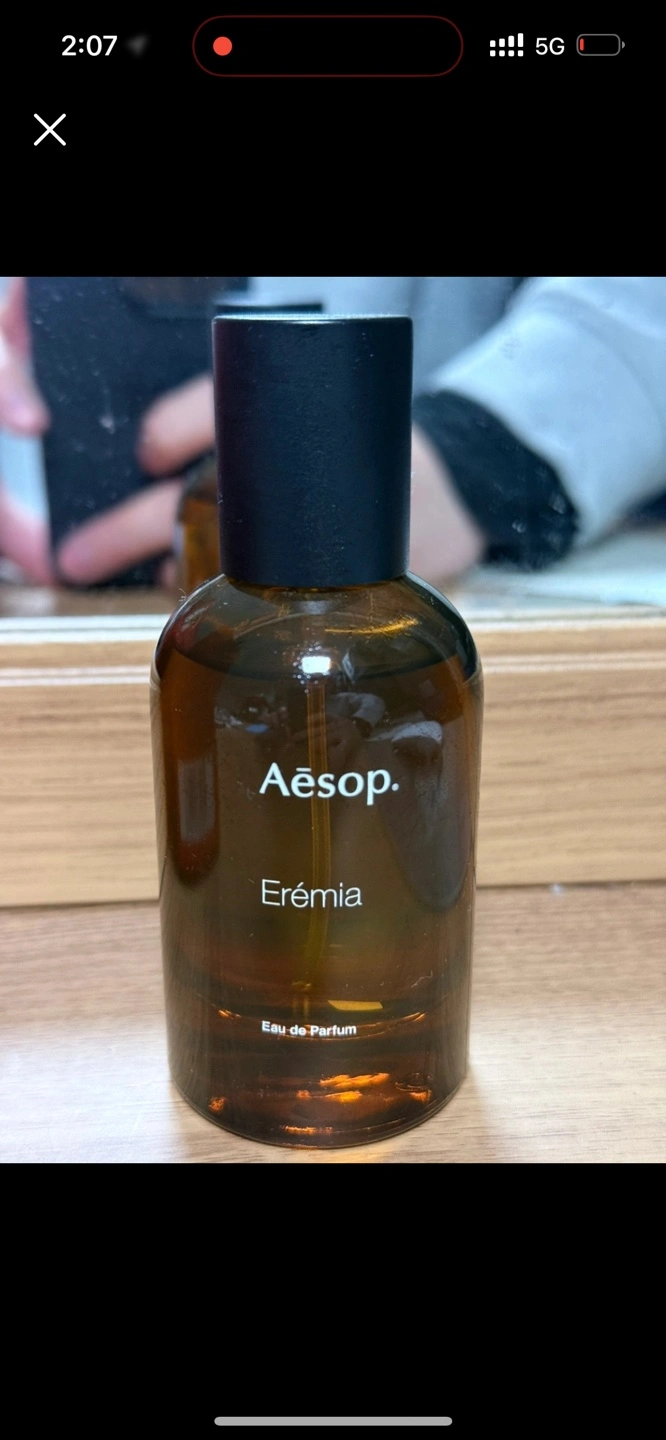 2:07
5G
Aēsop.
Erémia
Eau de Parfum